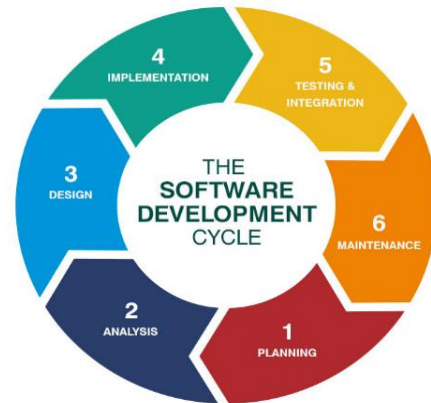 4
IMPLEMENTATION
5
TESTING &
INTEGRATION
3
DESIGN
THE
SOFTWARE
DEVELOPMENT
CYCLE
6
MAINTENANCE
2
ANALYSIS
1
PLANNING